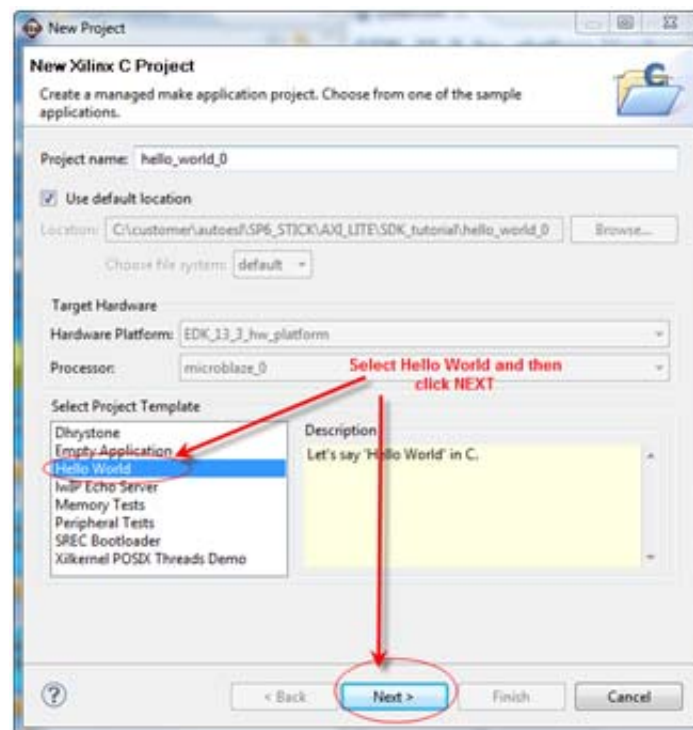 New Project
New Xilinx C Project
Create a managed make application project. Choose from one of the sample
applications.
Project name: hello_world_0
Use default location
Location: C:\customer\autoesl\SP6_STICK\AXI_LITE\SDK_tutorial\hello_world_0 Browse...
Choose file system: default
Target Hardware
Hardware Platform: EDK_13_3_hw_platform
Processor: microblaze_0
Select Hello World and then
click NEXT
Select Project Template
Dhrystone
Empty Application
Hello World
lwIP Echo Server
Memory Tests
Peripheral Tests
SREC Bootloader
Xilkernel POSIX Threads Demo
Description
Let's say 'Hello World' in C.
< Back Next > Finish Cancel